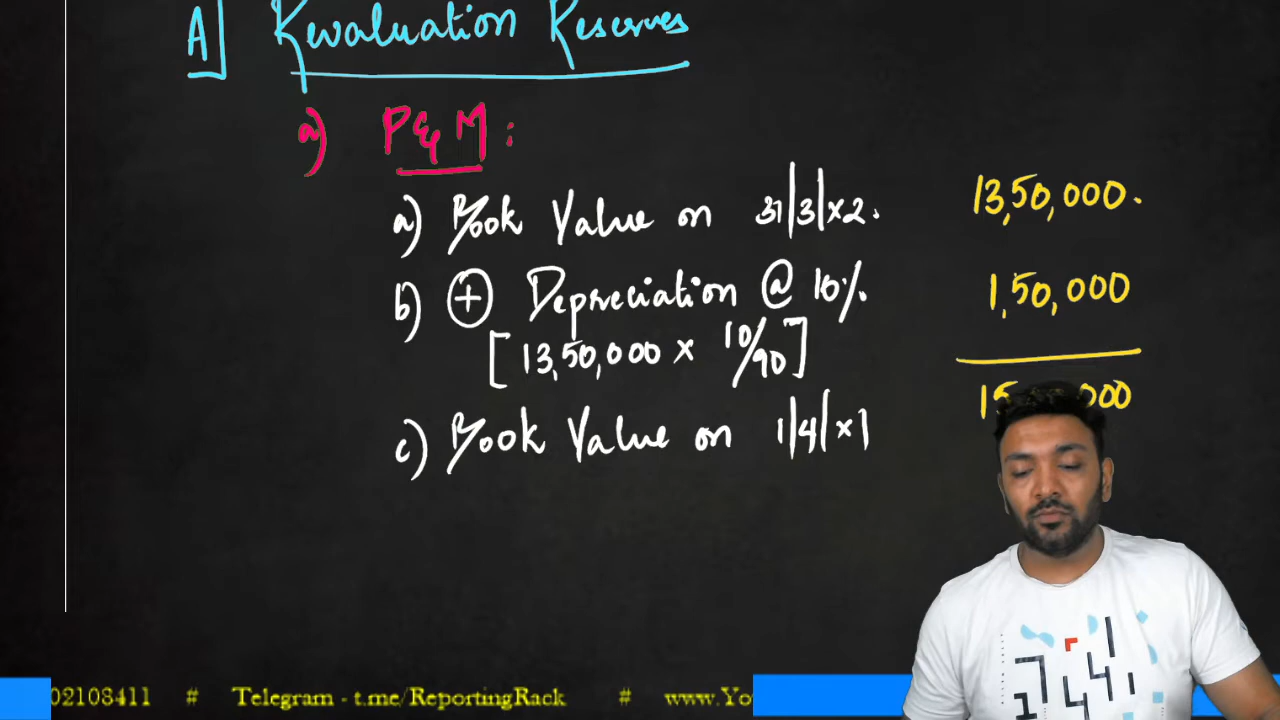 A] Revaluation Reserves
a) P & M :
a) Book Value on 31/3/x2. 13,50,000.
b) (+) Depreciation @ 10% 1,50,000
[13,50,000 x 10/90]
c) Book Value on 1/4/x1
02108411 # Telegram - t.me/ReportingRack # www.